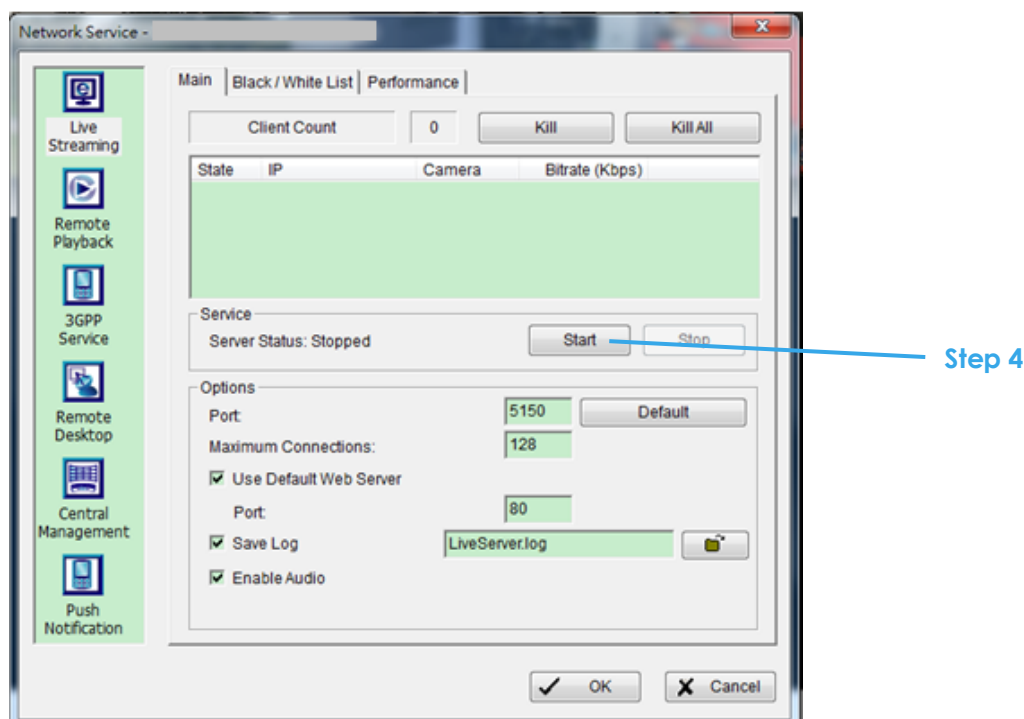 Network Service -
Main Black / White List Performance
Client Count 0 Kill Kill All
State IP Camera Bitrate (Kbps)
Live
Streaming
Remote
Playback
3GPP
Service
Remote
Desktop
Central
Management
Push
Notification
Service
Server Status: Stopped Start Stop
Step 4
Options
Port: 5150 Default
Maximum Connections: 128
Use Default Web Server
Port: 80
Save Log LiveServer.log
Enable Audio
OK Cancel